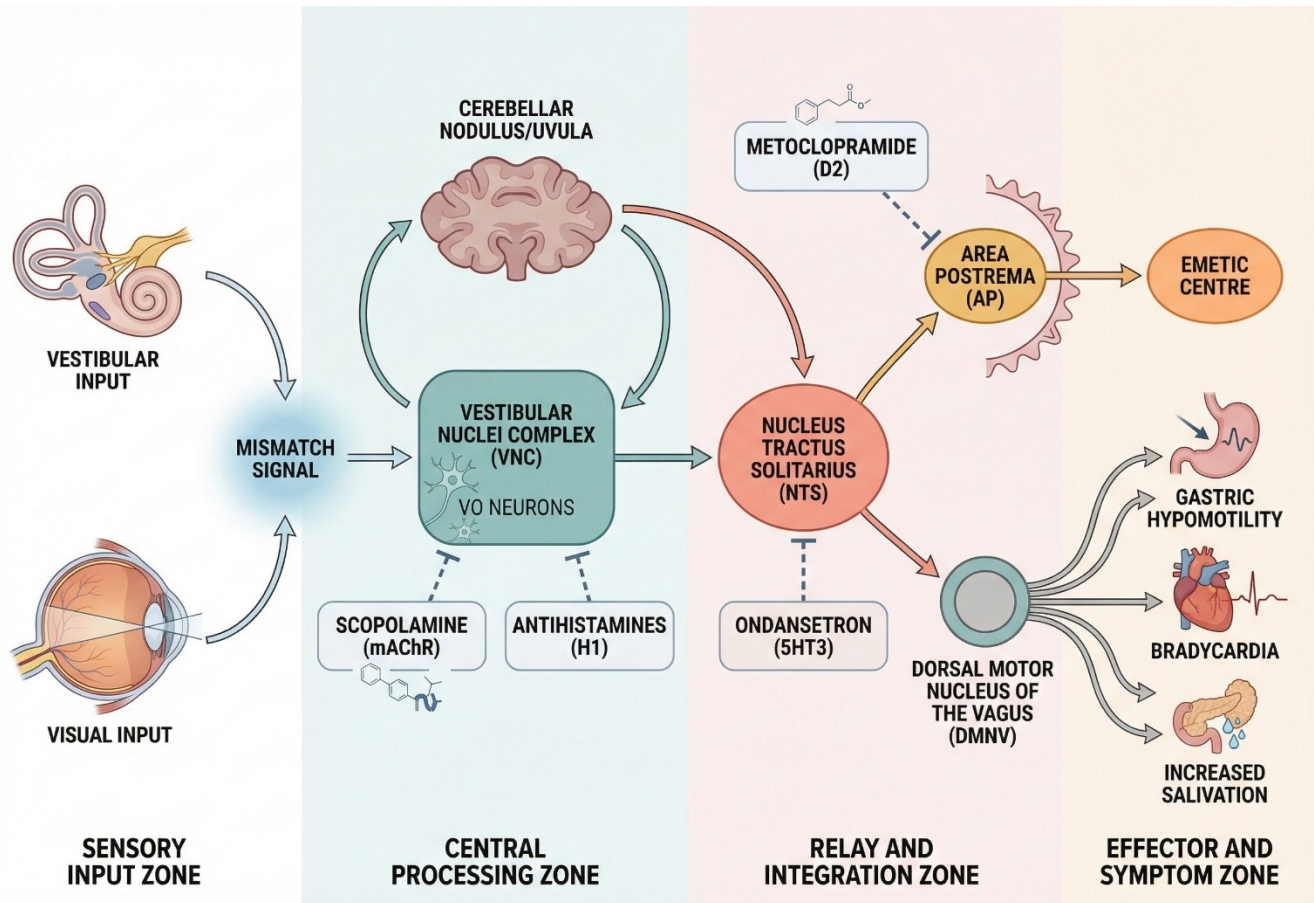 CEREBELLAR
NODULUS/UVULA
METOCLOPRAMIDE
(D2)
VESTIBULAR
INPUT
AREA
POSTREMA
(AP)
EMETIC
CENTRE
MISMATCH
SIGNAL
VESTIBULAR
NUCLEI COMPLEX
(VNC)
VO NEURONS
NUCLEUS
TRACTUS
SOLITARIUS
(NTS)
GASTRIC
HYPOMOTILITY
SCOPOLAMINE
(mAChR)
ANTIHISTAMINES
(H1)
ONDANSETRON
(5HT3)
DORSAL MOTOR
NUCLEUS OF
THE VAGUS
(DMNV)
BRADYCARDIA
VISUAL INPUT
INCREASED
SALIVATION
SENSORY
INPUT ZONE
CENTRAL
PROCESSING ZONE
RELAY AND
INTEGRATION ZONE
EFFECTOR AND
SYMPTOM ZONE